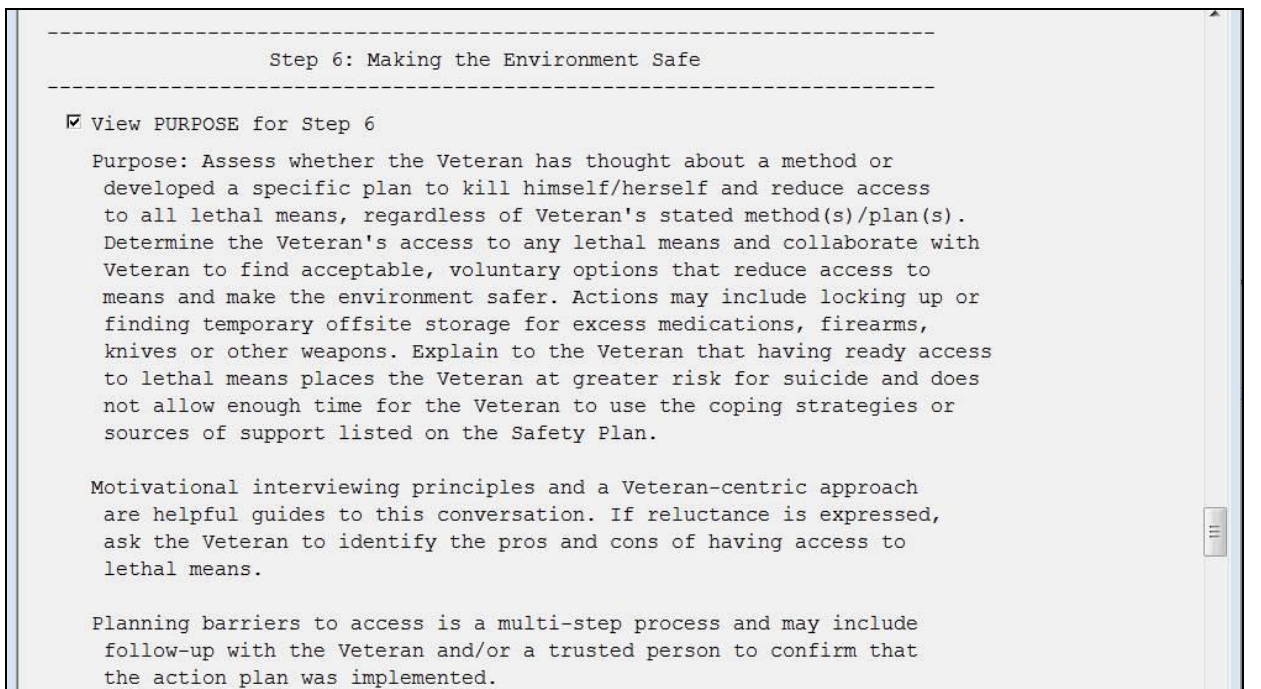 ------------------------------------------------------------------------
Step 6: Making the Environment Safe
------------------------------------------------------------------------
View PURPOSE for Step 6
Purpose: Assess whether the Veteran has thought about a method or
developed a specific plan to kill himself/herself and reduce access
to all lethal means, regardless of Veteran's stated method(s)/plan(s).
Determine the Veteran's access to any lethal means and collaborate with
Veteran to find acceptable, voluntary options that reduce access to
means and make the environment safer. Actions may include locking up or
finding temporary offsite storage for excess medications, firearms,
knives or other weapons. Explain to the Veteran that having ready access
to lethal means places the Veteran at greater risk for suicide and does
not allow enough time for the Veteran to use the coping strategies or
sources of support listed on the Safety Plan.
Motivational interviewing principles and a Veteran-centric approach
are helpful guides to this conversation. If reluctance is expressed,
ask the Veteran to identify the pros and cons of having access to
lethal means.
Planning barriers to access is a multi-step process and may include
follow-up with the Veteran and/or a trusted person to confirm that
the action plan was implemented.